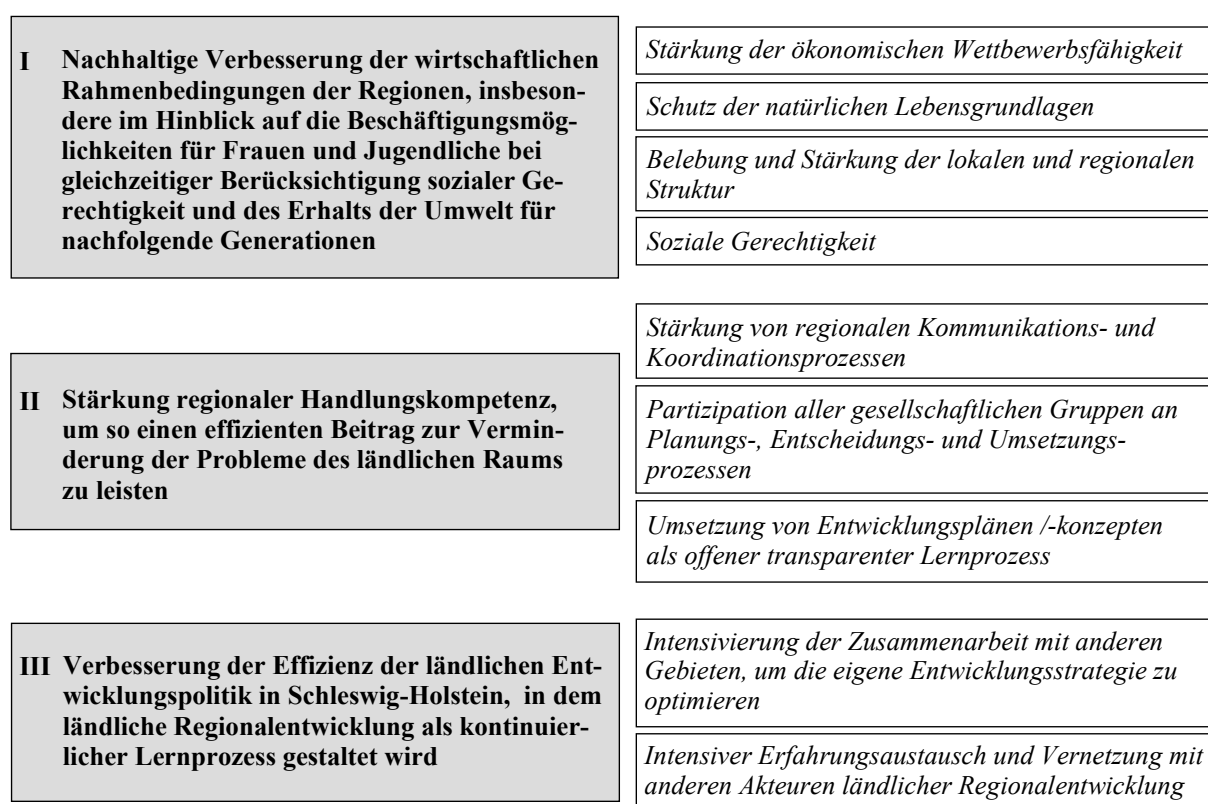 I Nachhaltige Verbesserung der wirtschaftlichen
Rahmenbedingungen der Regionen, insbeson-
dere im Hinblick auf die Beschäftigungsmög-
lichkeiten für Frauen und Jugendliche bei
gleichzeitiger Berücksichtigung sozialer Ge-
rechtigkeit und des Erhalts der Umwelt für
nachfolgende Generationen
Stärkung der ökonomischen Wettbewerbsfähigkeit
Schutz der natürlichen Lebensgrundlagen
Belebung und Stärkung der lokalen und regionalen
Struktur
Soziale Gerechtigkeit
II Stärkung regionaler Handlungskompetenz,
um so einen effizienten Beitrag zur Vermin-
derung der Probleme des ländlichen Raums
zu leisten
Stärkung von regionalen Kommunikations- und
Koordinationsprozessen
Partizipation aller gesellschaftlichen Gruppen an
Planungs-, Entscheidungs- und Umsetzungs-
prozessen
Umsetzung von Entwicklungsplänen /-konzepten
als offener transparenter Lernprozess
III Verbesserung der Effizienz der ländlichen Ent-
wicklungspolitik in Schleswig-Holstein, in dem
ländliche Regionalentwicklung als kontinuier-
licher Lernprozess gestaltet wird
Intensivierung der Zusammenarbeit mit anderen
Gebieten, um die eigene Entwicklungsstrategie zu
optimieren
Intensiver Erfahrungsaustausch und Vernetzung mit
anderen Akteuren ländlicher Regionalentwicklung